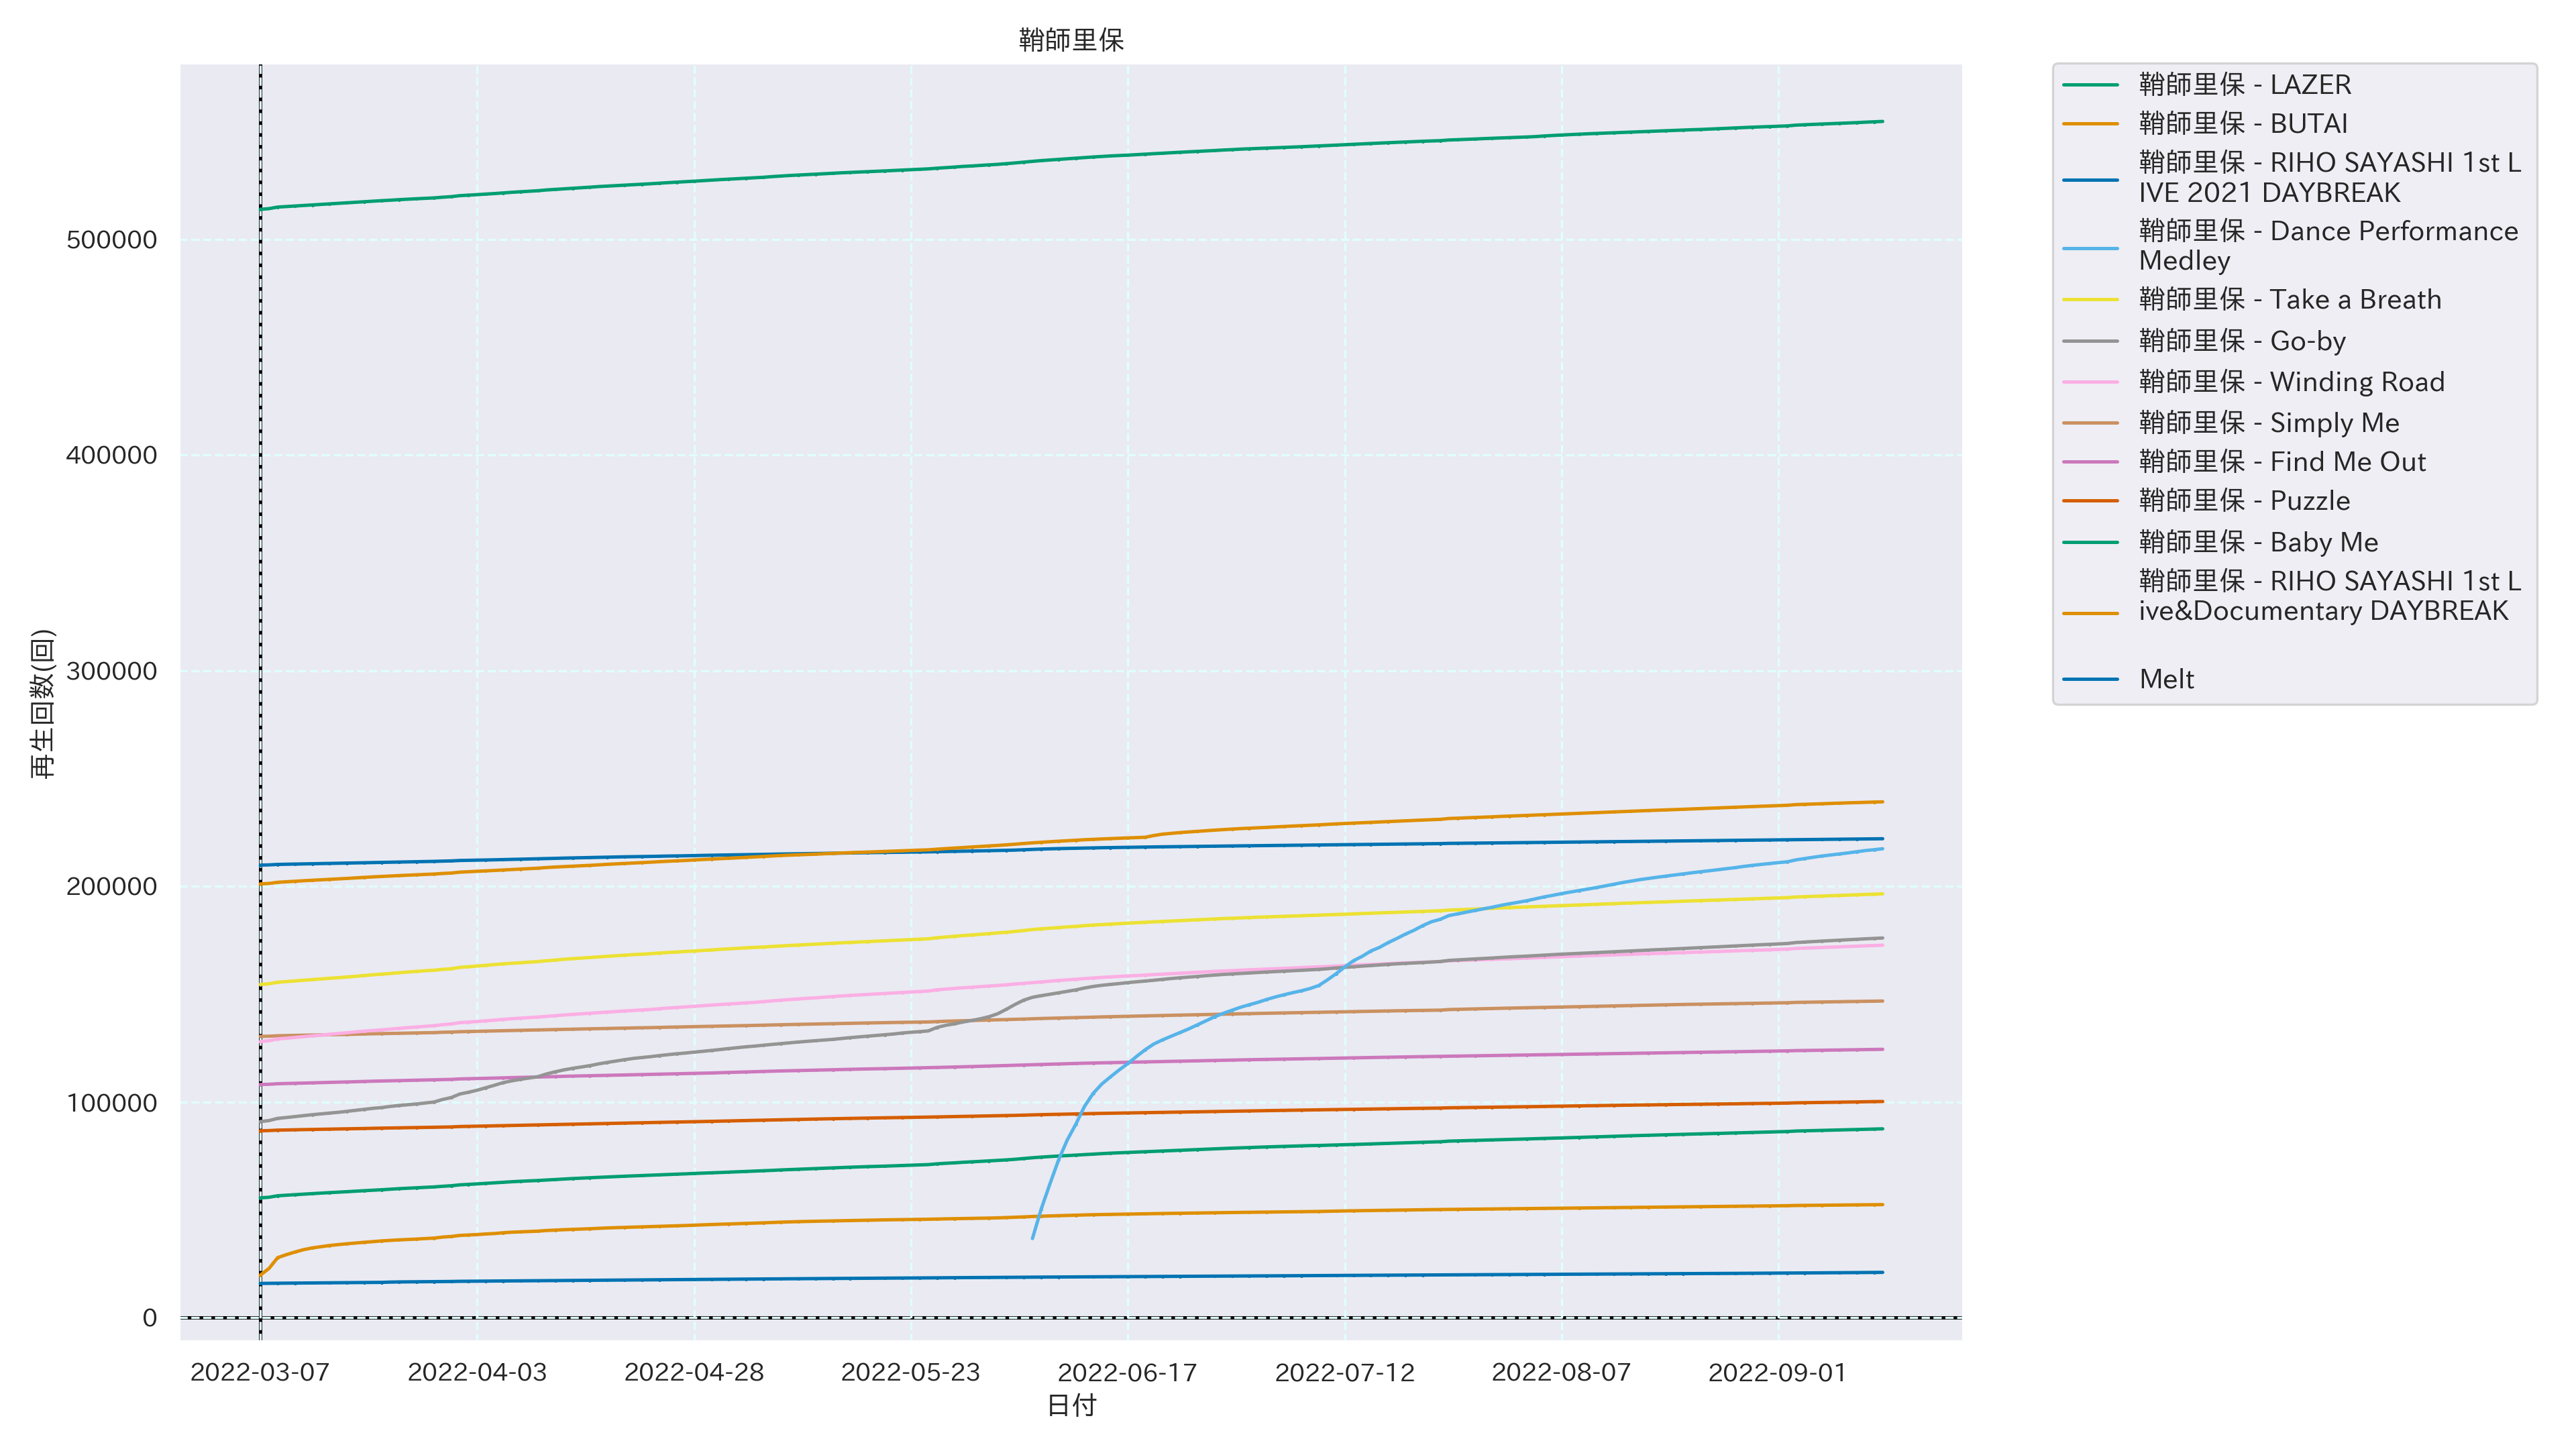 鞘師里保
再生回数(回)
500000
400000
300000
200000
100000
0
2022-03-07
2022-04-03
2022-04-28
2022-05-23
2022-06-17
2022-07-12
2022-08-07
2022-09-01
日付
鞘師里保 - LAZER
鞘師里保 - BUTAI
鞘師里保 - RIHO SAYASHI 1st L
IVE 2021 DAYBREAK
鞘師里保 - Dance Performance
Medley
鞘師里保 - Take a Breath
鞘師里保 - Go-by
鞘師里保 - Winding Road
鞘師里保 - Simply Me
鞘師里保 - Find Me Out
鞘師里保 - Puzzle
鞘師里保 - Baby Me
鞘師里保 - RIHO SAYASHI 1st L
ive&Documentary DAYBREAK
Melt